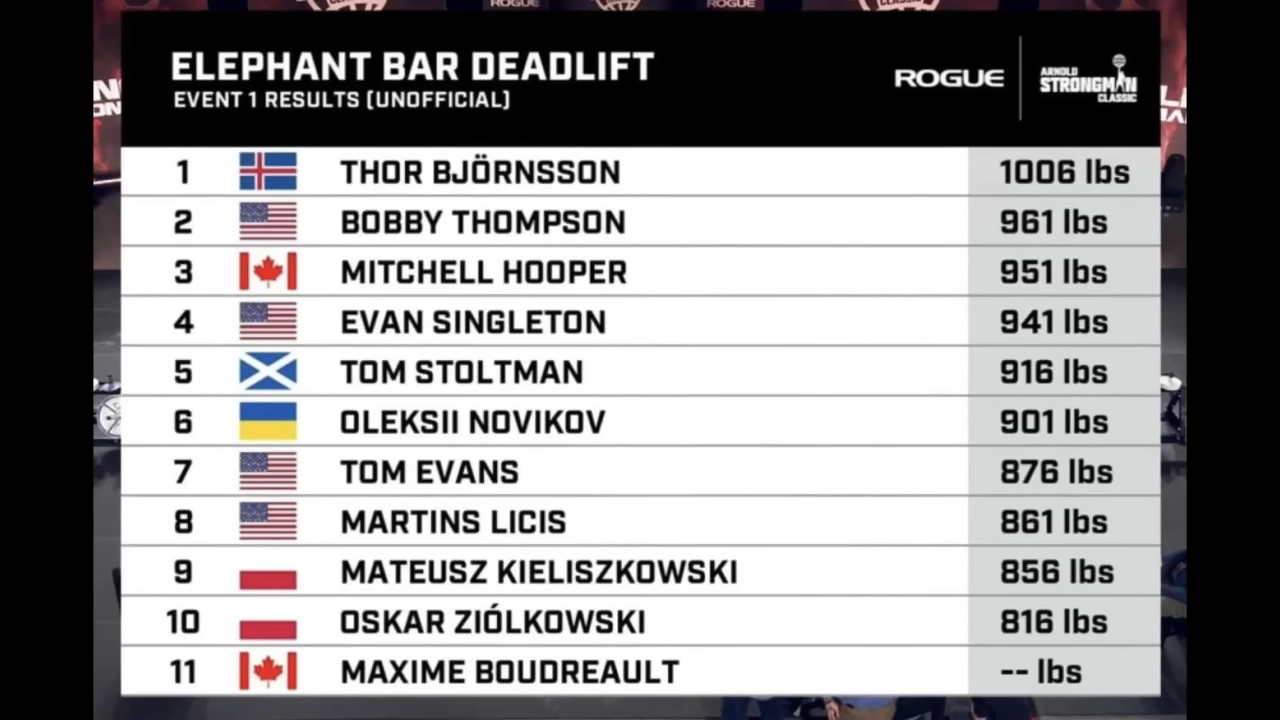 ROGUE
ROGUE
ELEPHANT BAR DEADLIFT
EVENT 1 RESULTS (UNOFFICIAL)
ROGUE
ARNOLD
STRONGMAN
CLASSIC
1 THOR BJÖRNSSON 1006 lbs
2 BOBBY THOMPSON 961 lbs
3 MITCHELL HOOPER 951 lbs
4 EVAN SINGLETON 941 lbs
5 TOM STOLTMAN 916 lbs
6 OLEKSII NOVIKOV 901 lbs
7 TOM EVANS 876 lbs
8 MARTINS LICIS 861 lbs
9 MATEUSZ KIELISZKOWSKI 856 lbs
10 OSKAR ZIÓLKOWSKI 816 lbs
11 MAXIME BOUDREAULT -- lbs